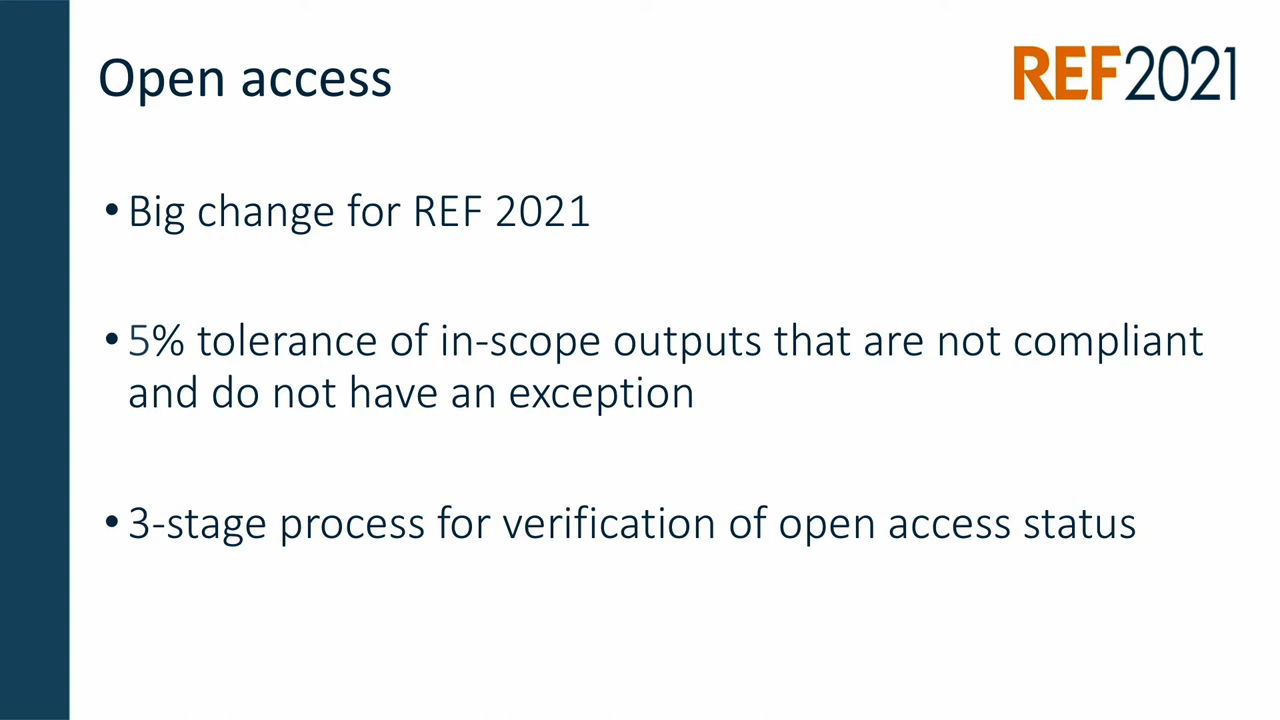 Open access
REF2021
• Big change for REF 2021
• 5% tolerance of in-scope outputs that are not compliant
and do not have an exception
• 3-stage process for verification of open access status